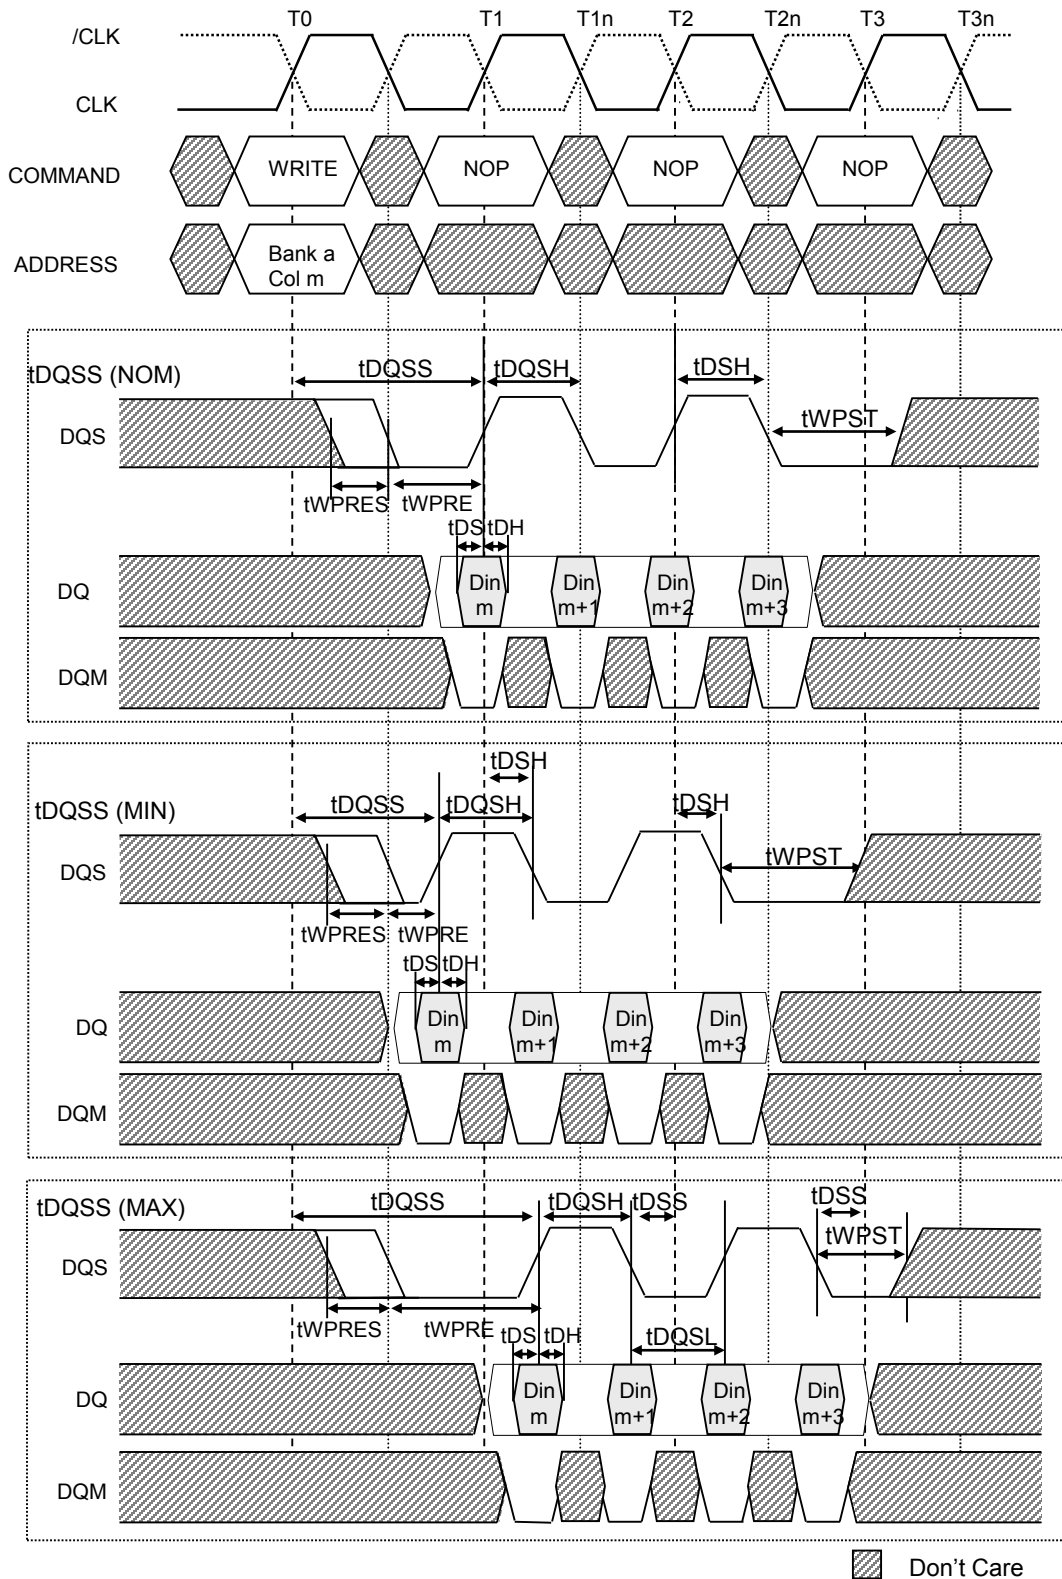 T0 T1 T1n T2 T2n T3 T3n
/CLK
CLK
COMMAND WRITE NOP NOP NOP
ADDRESS Bank a
Col m
tDQSS (NOM) tDQSS tDQSH tDSH
DQS tWPST
tWPRES tWPRE
tDS tDH
DQ Din Din Din Din
m m+1 m+2 m+3
DQM
tDSH
tDQSS (MIN) tDQSS tDQSH tDSH
DQS tWPST
tWPRES tWPRE
tDS tDH
DQ Din Din Din Din
m m+1 m+2 m+3
DQM
tDQSS (MAX) tDQSS tDQSH tDSS tDSS
DQS tWPST
tWPRES tWPRE tDS tDH tDQSL
DQ Din Din Din Din
m m+1 m+2 m+3
DQM
Don't Care